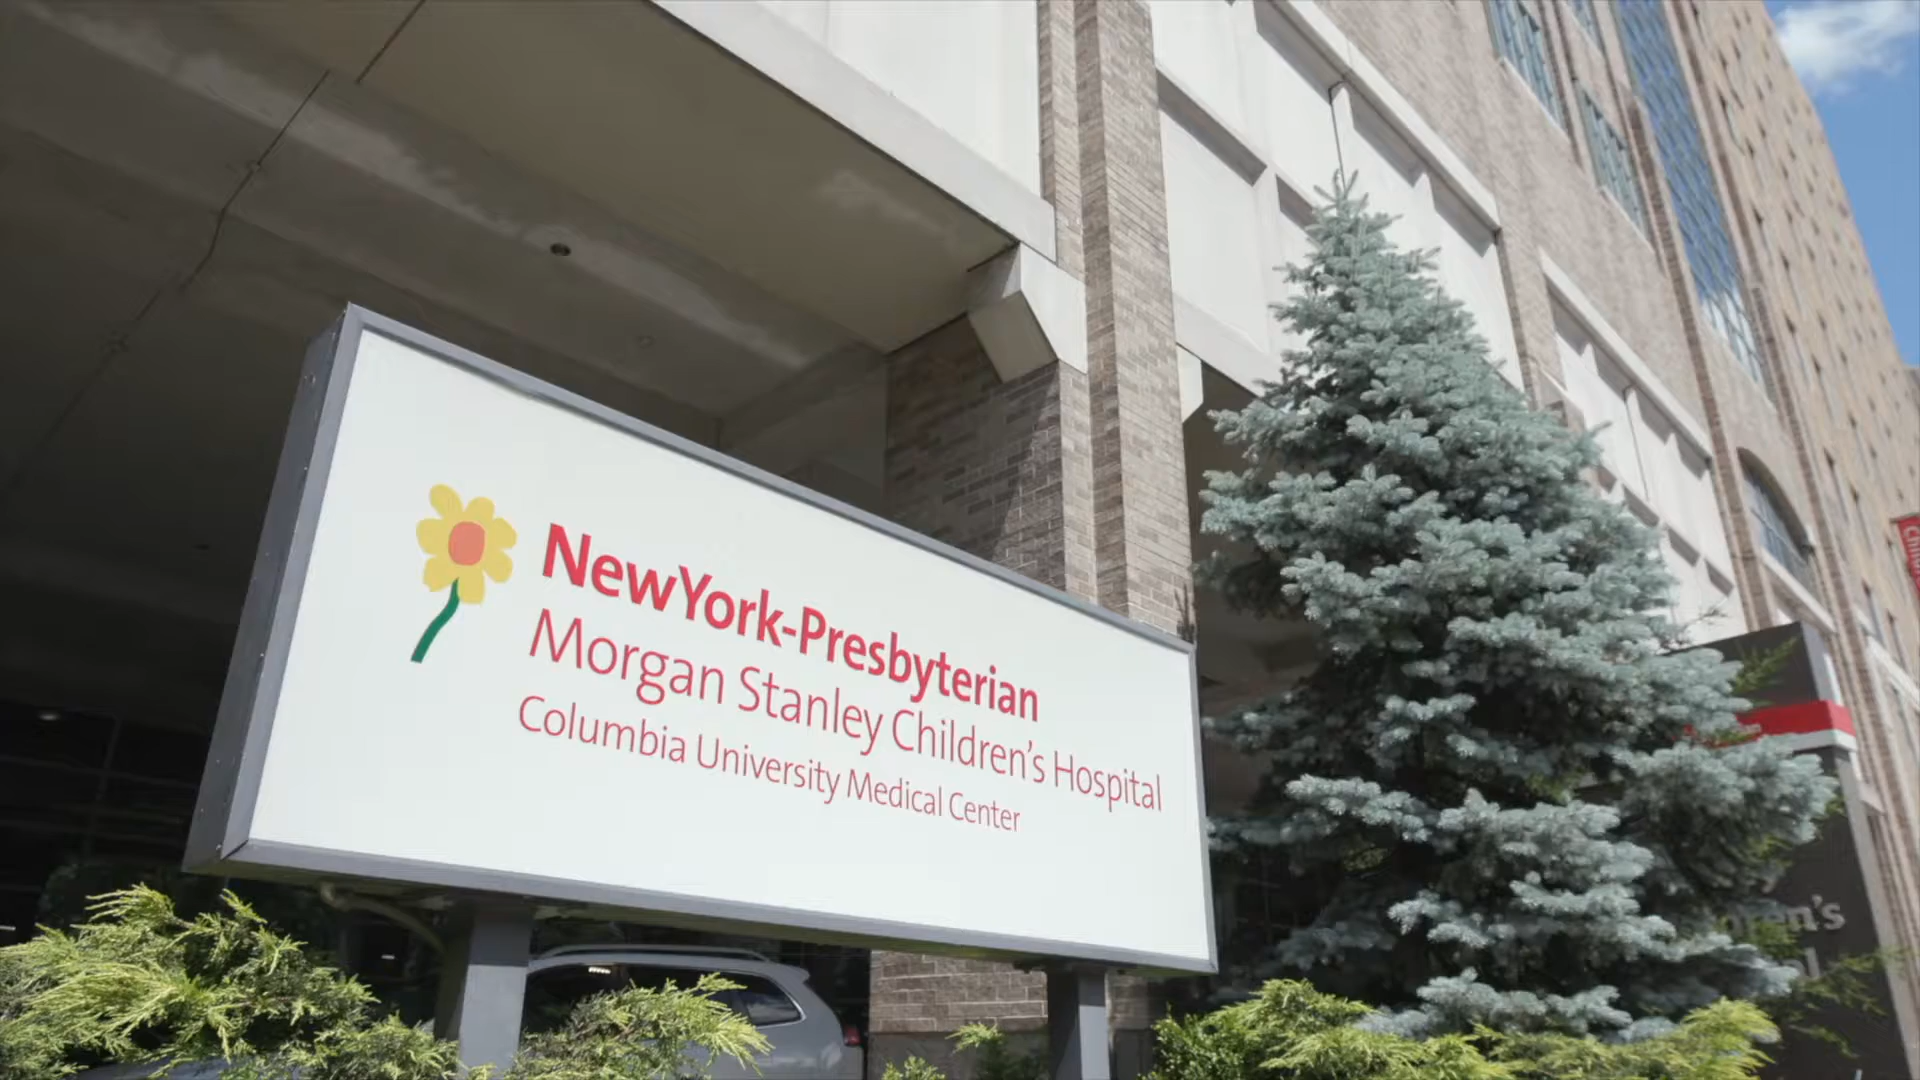 NewYork-Presbyterian
Morgan Stanley Children's Hospital
Columbia University Medical Center